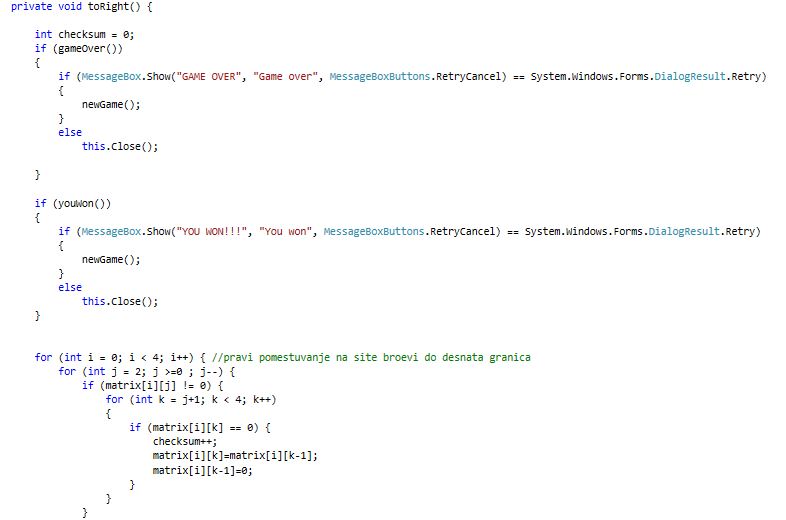 private void toRight() {
int checksum = 0;
if (gameOver())
{
if (MessageBox.Show("GAME OVER", "Game over", MessageBoxButtons.RetryCancel) == System.Windows.Forms.DialogResult.Retry)
{
newGame();
}
else
this.Close();
}
if (youWon())
{
if (MessageBox.Show("YOU WON!!!", "You won", MessageBoxButtons.RetryCancel) == System.Windows.Forms.DialogResult.Retry)
{
newGame();
}
else
this.Close();
}
for (int i = 0; i < 4; i++) { //pravi pomestuvanje na site broevi do desnata granica
for (int j = 2; j >=0 ; j--) {
if (matrix[i][j] != 0) {
for (int k = j+1; k < 4; k++)
{
if (matrix[i][k] == 0) {
checksum++;
matrix[i][k]=matrix[i][k-1];
matrix[i][k-1]=0;
}
}
}